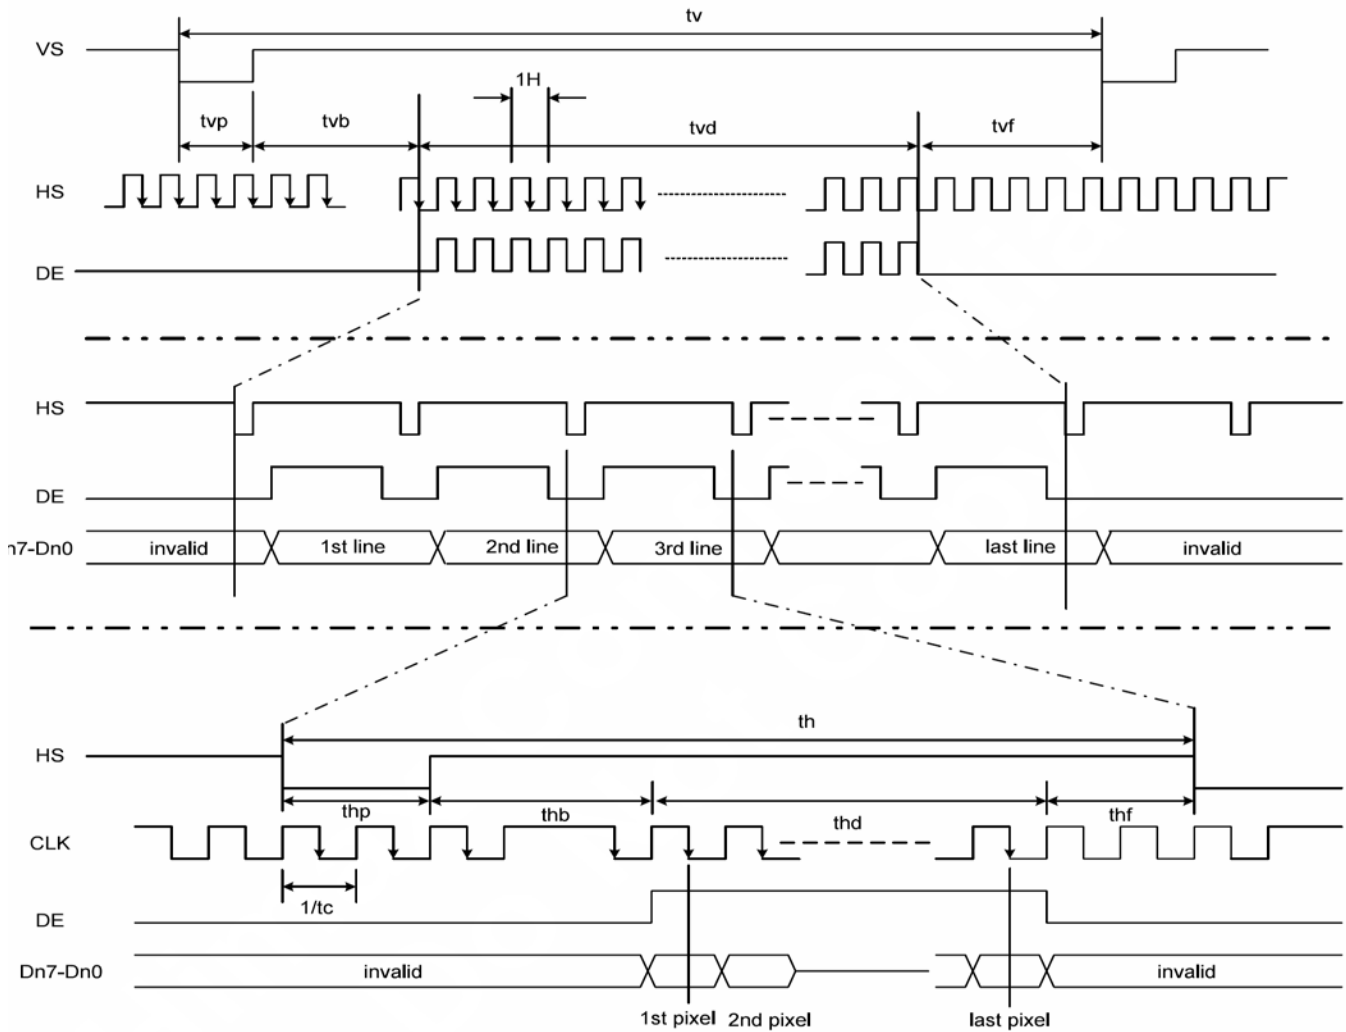 tv
VS
1H
tvp
tvb
tvd
tvf
HS
DE
HS
DE
n7-Dn0
invalid
1st line
2nd line
3rd line
last line
invalid
th
HS
thp
thb
thd
thf
CLK
1/tc
DE
Dn7-Dn0
invalid
invalid
1st pixel
2nd pixel
last pixel